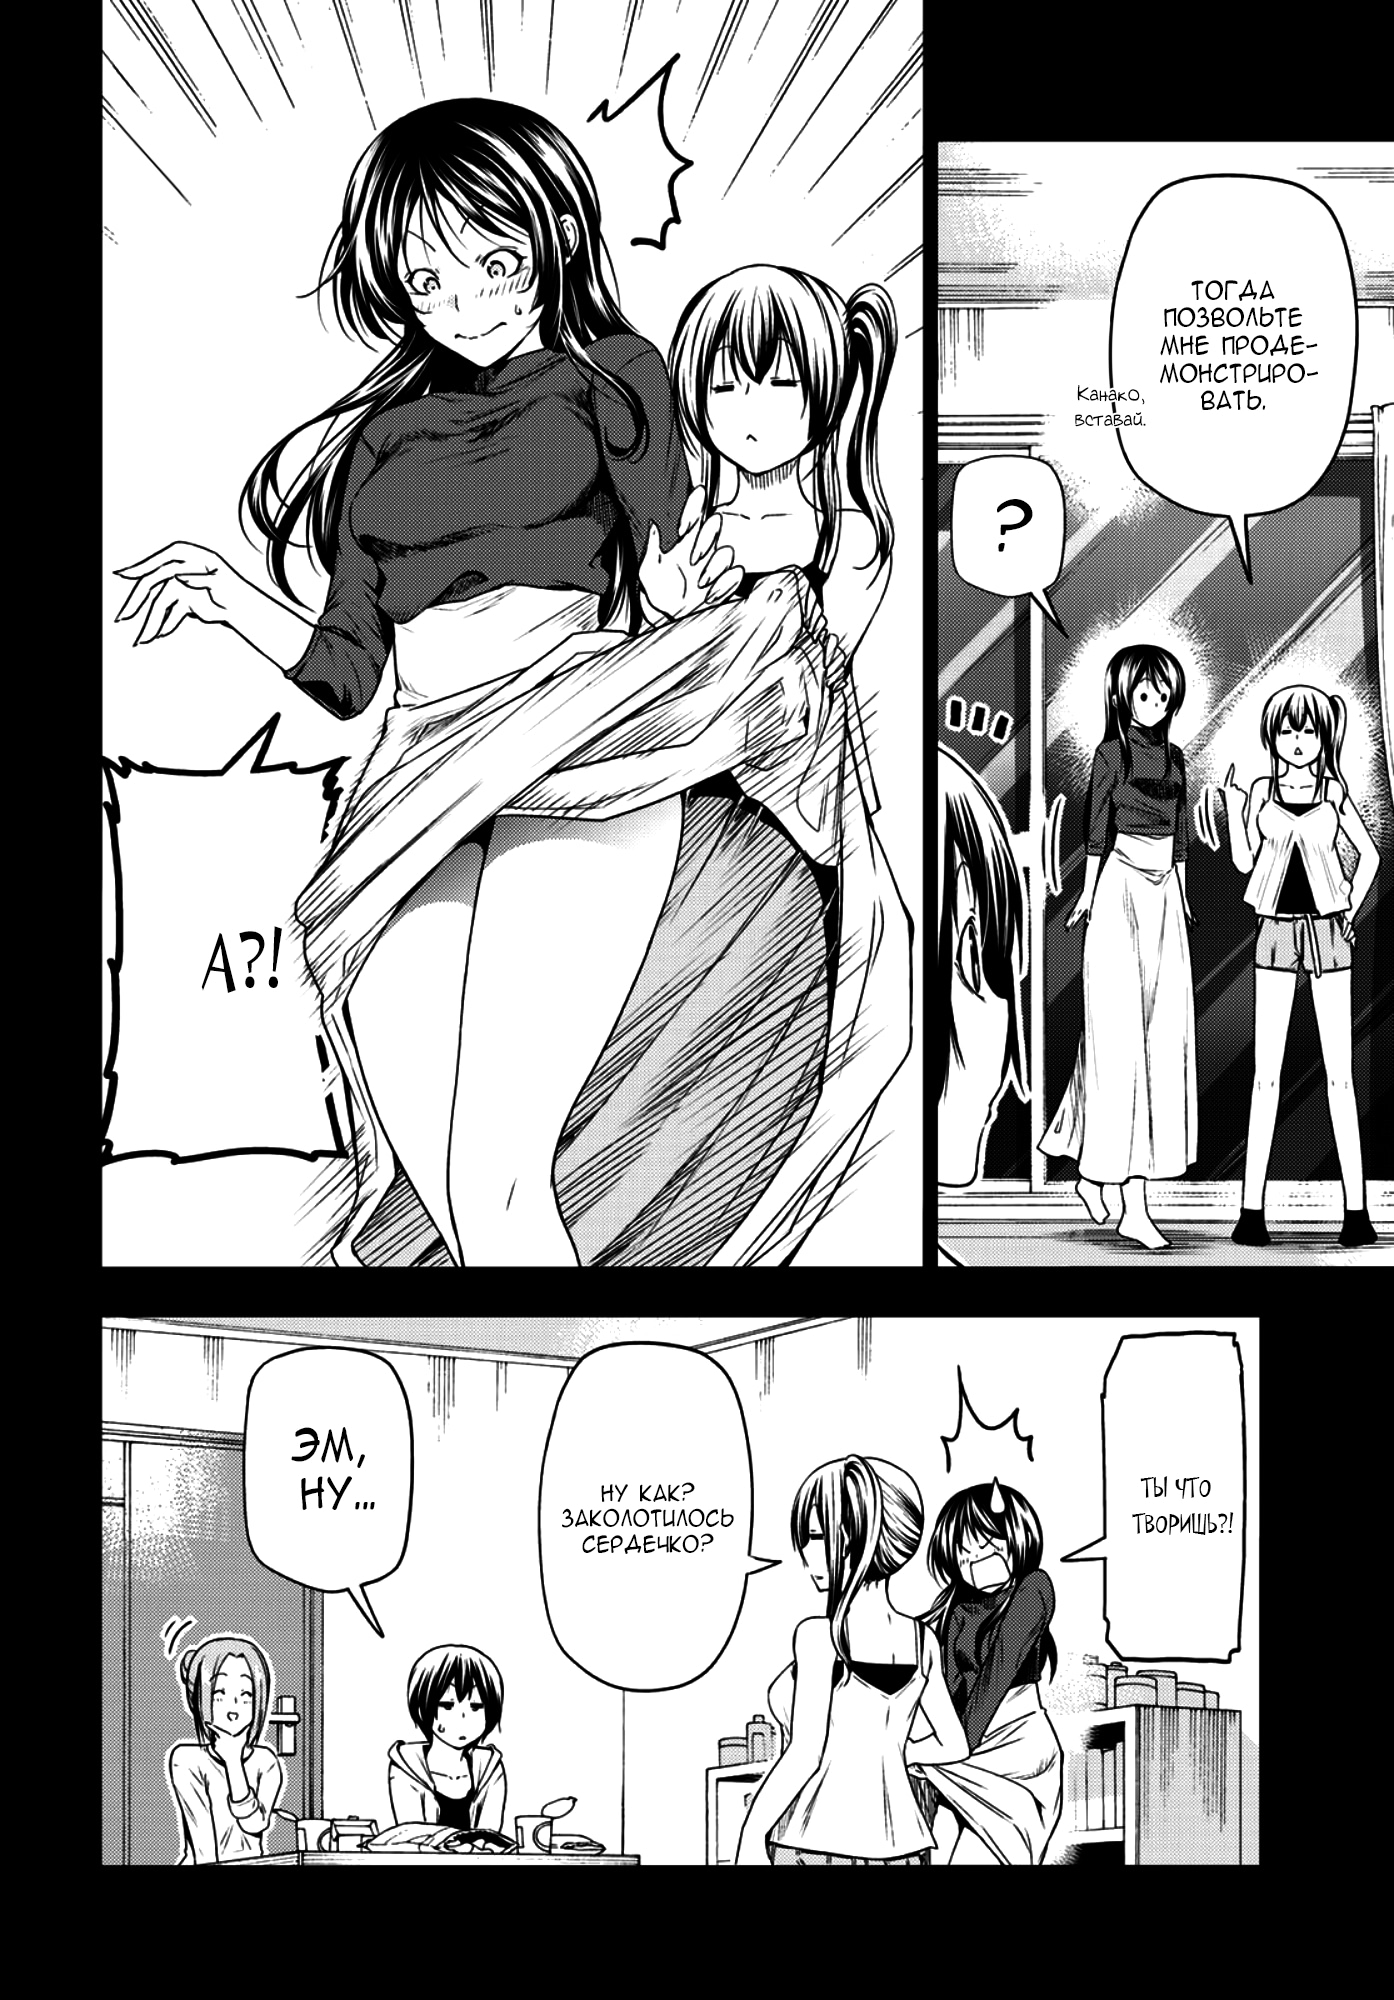 ТОГДА
ПОЗВОЛЬТЕ
МНЕ ПРОДЕ-
МОНСТРИРО-
ВАТЬ.
Канако,
вставай.
?
А?!
ТЫ ЧТО
ТВОРИШЬ?!
НУ КАК?
ЗАКОЛОТИЛОСЬ
СЕРДЕЧКО?
ЭМ,
НУ...